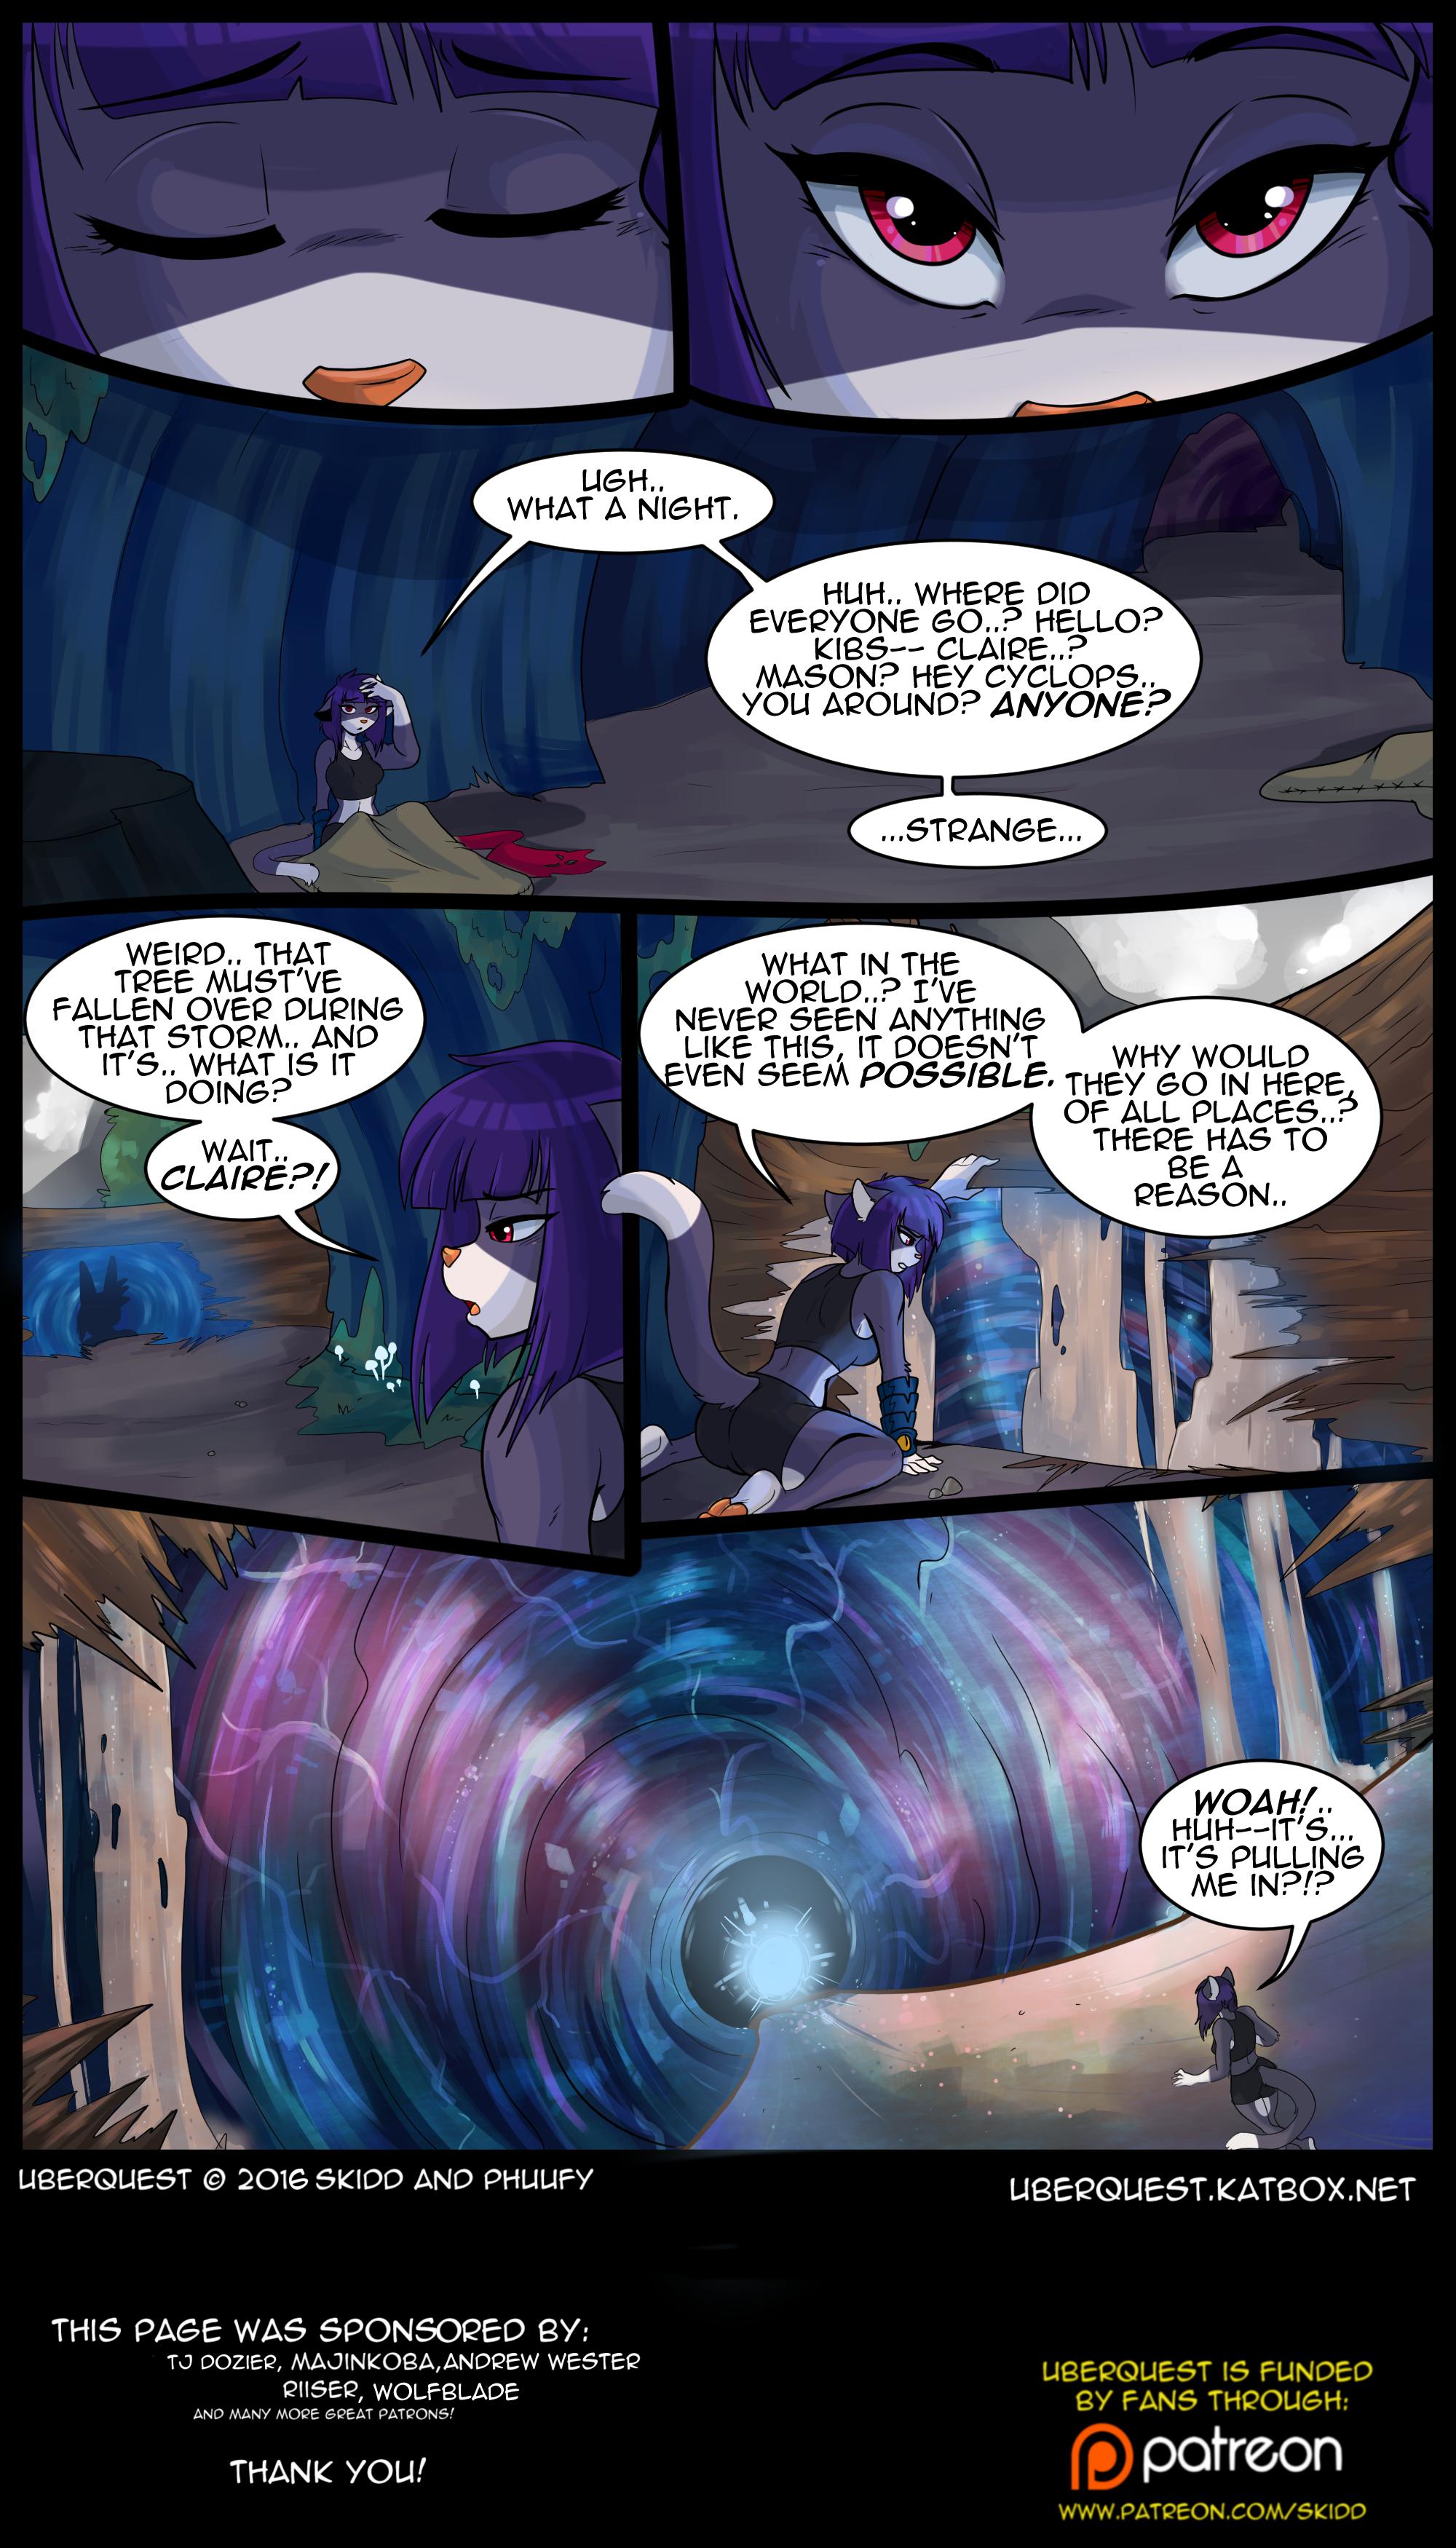 UGH..
WHAT A NIGHT.
HUH.. WHERE DID
EVERYONE GO..? HELLO?
KIBS-- CLAIRE..?
MASON? HEY CYCLOPS..
YOU AROUND? ANYONE?
...STRANGE...
WEIRD.. THAT
TREE MUST'VE
FALLEN OVER DURING
THAT STORM.. AND
IT'S.. WHAT IS IT
DOING?
WAIT..
CLAIRE?!
WHAT IN THE
WORLD..? I'VE
NEVER SEEN ANYTHING
LIKE THIS, IT DOESN'T
EVEN SEEM POSSIBLE.
WHY WOULD
THEY GO IN HERE,
OF ALL PLACES..?
THERE HAS TO
BE A
REASON..
WOAH!..
HUH--IT'S...
IT'S PULLING
ME IN?!?
UBERQUEST © 2016 SKIDD AND PHUUFY
UBERQUEST.KATBOX.NET
THIS PAGE WAS SPONSORED BY:
TJ DOZIER, MAJINKOBA, ANDREW WESTER
RIISER, WOLFBLADE
AND MANY MORE GREAT PATRONS!
THANK YOU!
UBERQUEST IS FUNDED
BY FANS THROUGH:
patreon
WWW.PATREON.COM/SKIDD